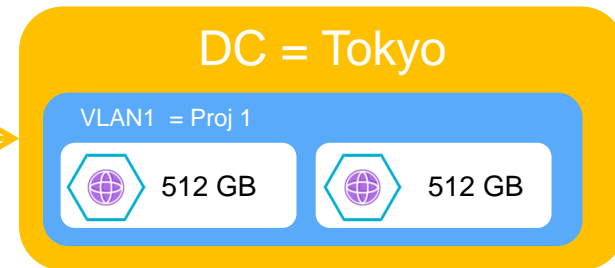 DC = Tokyo
VLAN1 = Proj 1
512 GB
512 GB